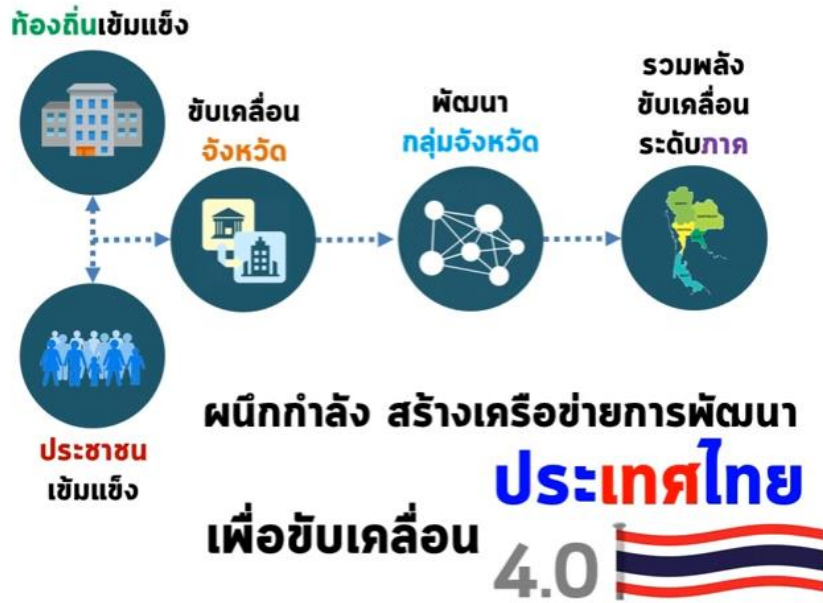 ท้องถิ่นเข้มแข็ง
ขับเคลื่อน
จังหวัด
พัฒนา
กลุ่มจังหวัด
รวมพลัง
ขับเคลื่อน
ระดับภาค
ประชาชน
เข้มแข็ง
ผนึกกำลัง สร้างเครือข่ายการพัฒนา
เพื่อขับเคลื่อน ประเทศไทย
4.0